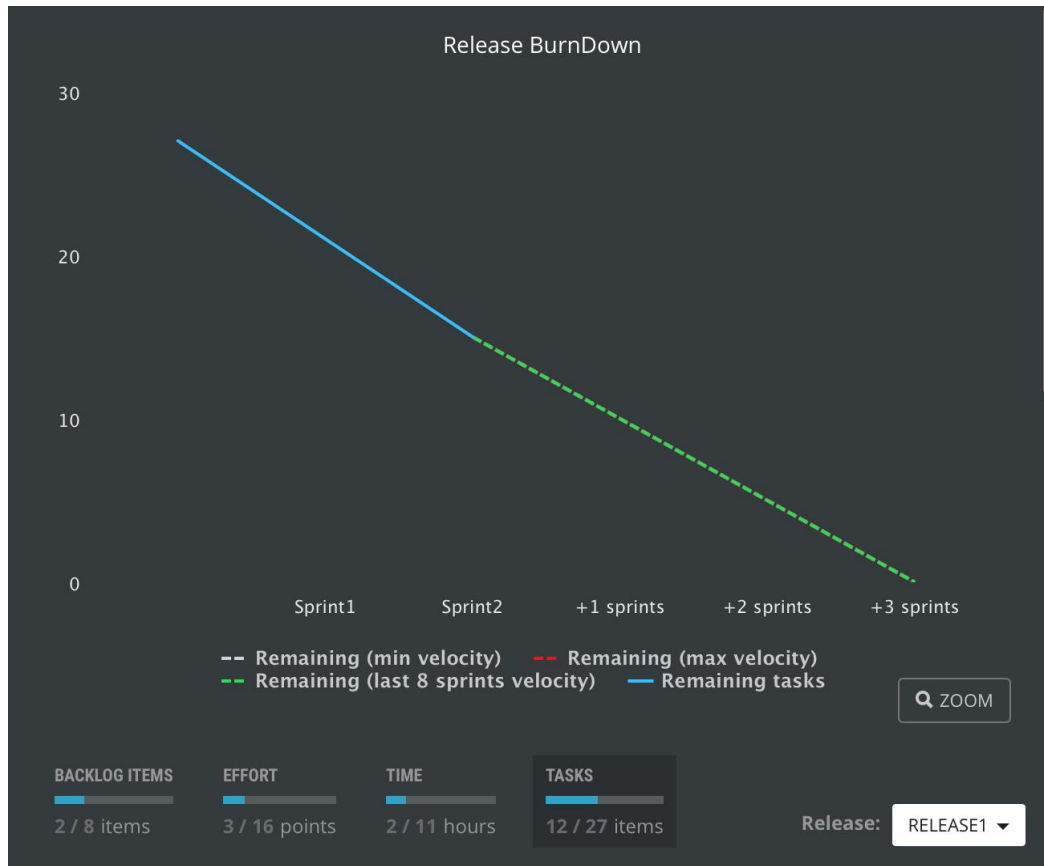 Release BurnDown
30
20
10
0
Sprint1 Sprint2 +1 sprints +2 sprints +3 sprints
Remaining (min velocity) Remaining (max velocity)
Remaining (last 8 sprints velocity) Remaining tasks
ZOOM
BACKLOG ITEMS EFFORT TIME TASKS
2 / 8 items 3 / 16 points 2 / 11 hours 12 / 27 items
Release: RELEASE1